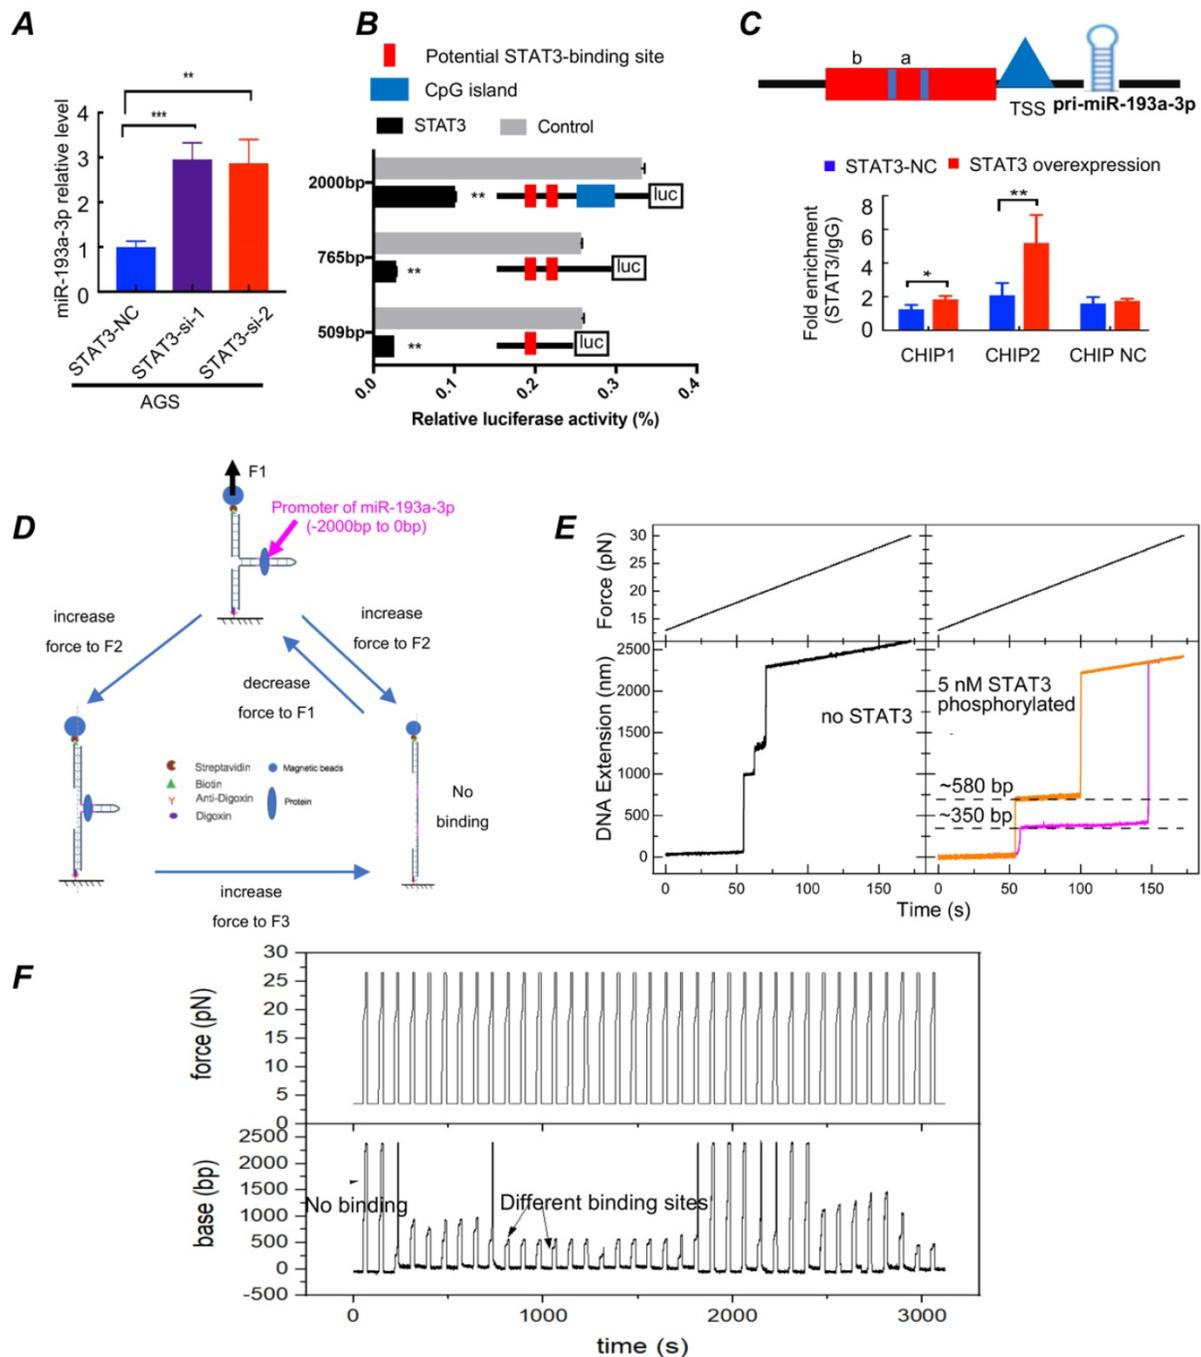 A
miR-193a-3p relative level
**
***
4
3
2
1
0
STAT3-NC
STAT3-si-1
STAT3-si-2
AGS
B
Potential STAT3-binding site
CpG island
STAT3
Control
2000bp
**
luc
765bp
**
luc
509bp
**
luc
0.0
0.1
0.2
0.3
0.4
Relative luciferase activity (%)
C
b
a
TSS
pri-miR-193a-3p
STAT3-NC
STAT3 overexpression
Fold enrichment
(STAT3/IgG)
8
6
4
2
0
*
**
CHIP1
CHIP2
CHIP NC
D
F1
Promoter of miR-193a-3p
(-2000bp to 0bp)
increase
force to F2
increase
force to F2
decrease
force to F1
Streptavidin
Biotin
Anti-Digoxin
Digoxin
Magnetic beads
Protein
No
binding
increase
force to F3
E
Force (pN)
30
25
20
15
DNA Extension (nm)
2500
2000
1500
1000
500
0
no STAT3
5 nM STAT3
phosphorylated
~580 bp
~350 bp
0
50
100
150
0
50
100
150
Time (s)
F
force (pN)
30
25
20
15
10
5
0
base (bp)
2500
2000
1500
1000
500
0
-500
No binding
Different binding sites
0
1000
2000
3000
time (s)